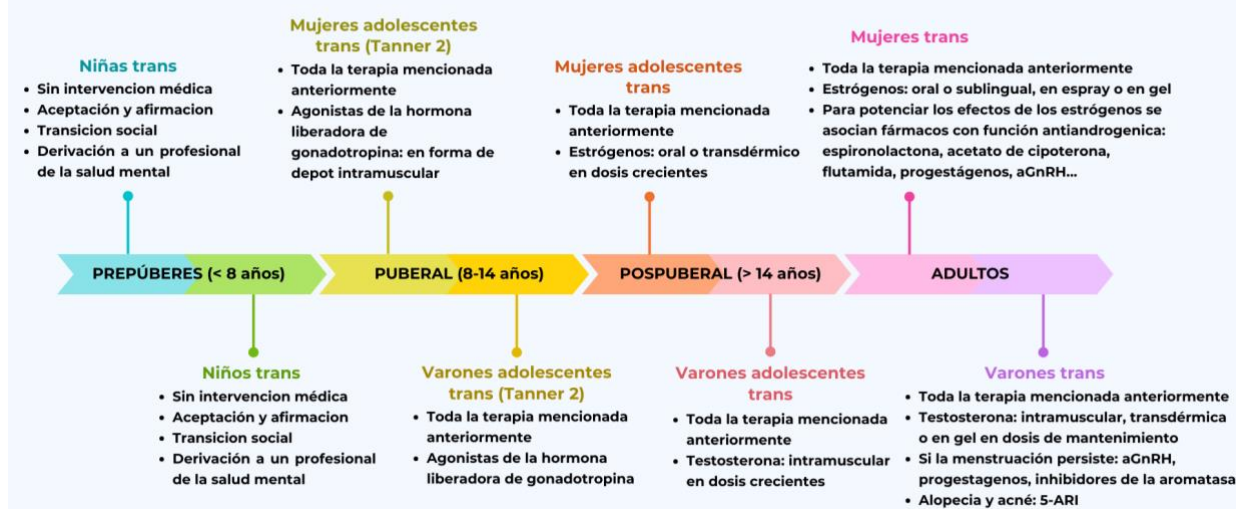 Niñas trans
• Sin intervencion médica
• Aceptación y afirmacion
• Transicion social
• Derivación a un profesional
de la salud mental
Mujeres adolescentes
trans (Tanner 2)
• Toda la terapia mencionada
anteriormente
• Agonistas de la hormona
liberadora de
gonadotropina: en forma de
depot intramuscular
Mujeres adolescentes
trans
• Toda la terapia mencionada
anteriormente
• Estrógenos: oral o transdérmico
en dosis crecientes
Mujeres trans
• Toda la terapia mencionada anteriormente
• Estrógenos: oral o sublingual, en espray o en gel
• Para potenciar los efectos de los estrógenos se
asocian fármacos con función antiandrogenica:
espironolactona, acetato de cipoterona,
flutamida, progestágenos, aGnRH...
PREPÚBERES (< 8 años)
PUBERAL (8-14 años)
POSPUBERAL (> 14 años)
ADULTOS
Niños trans
• Sin intervencion médica
• Aceptación y afirmacion
• Transicion social
• Derivación a un profesional
de la salud mental
Varones adolescentes
trans (Tanner 2)
• Toda la terapia mencionada
anteriormente
• Agonistas de la hormona
liberadora de gonadotropina
Varones adolescentes
trans
• Toda la terapia mencionada
anteriormente
• Testosterona: intramuscular
en dosis crecientes
Varones trans
• Toda la terapia mencionada anteriormente
• Testosterona: intramuscular, transdérmica
o en gel en dosis de mantenimiento
• Si la menstruación persiste: aGnRH,
progestagenos, inhibidores de la aromatasa
• Alopecia y acné: 5-ARI